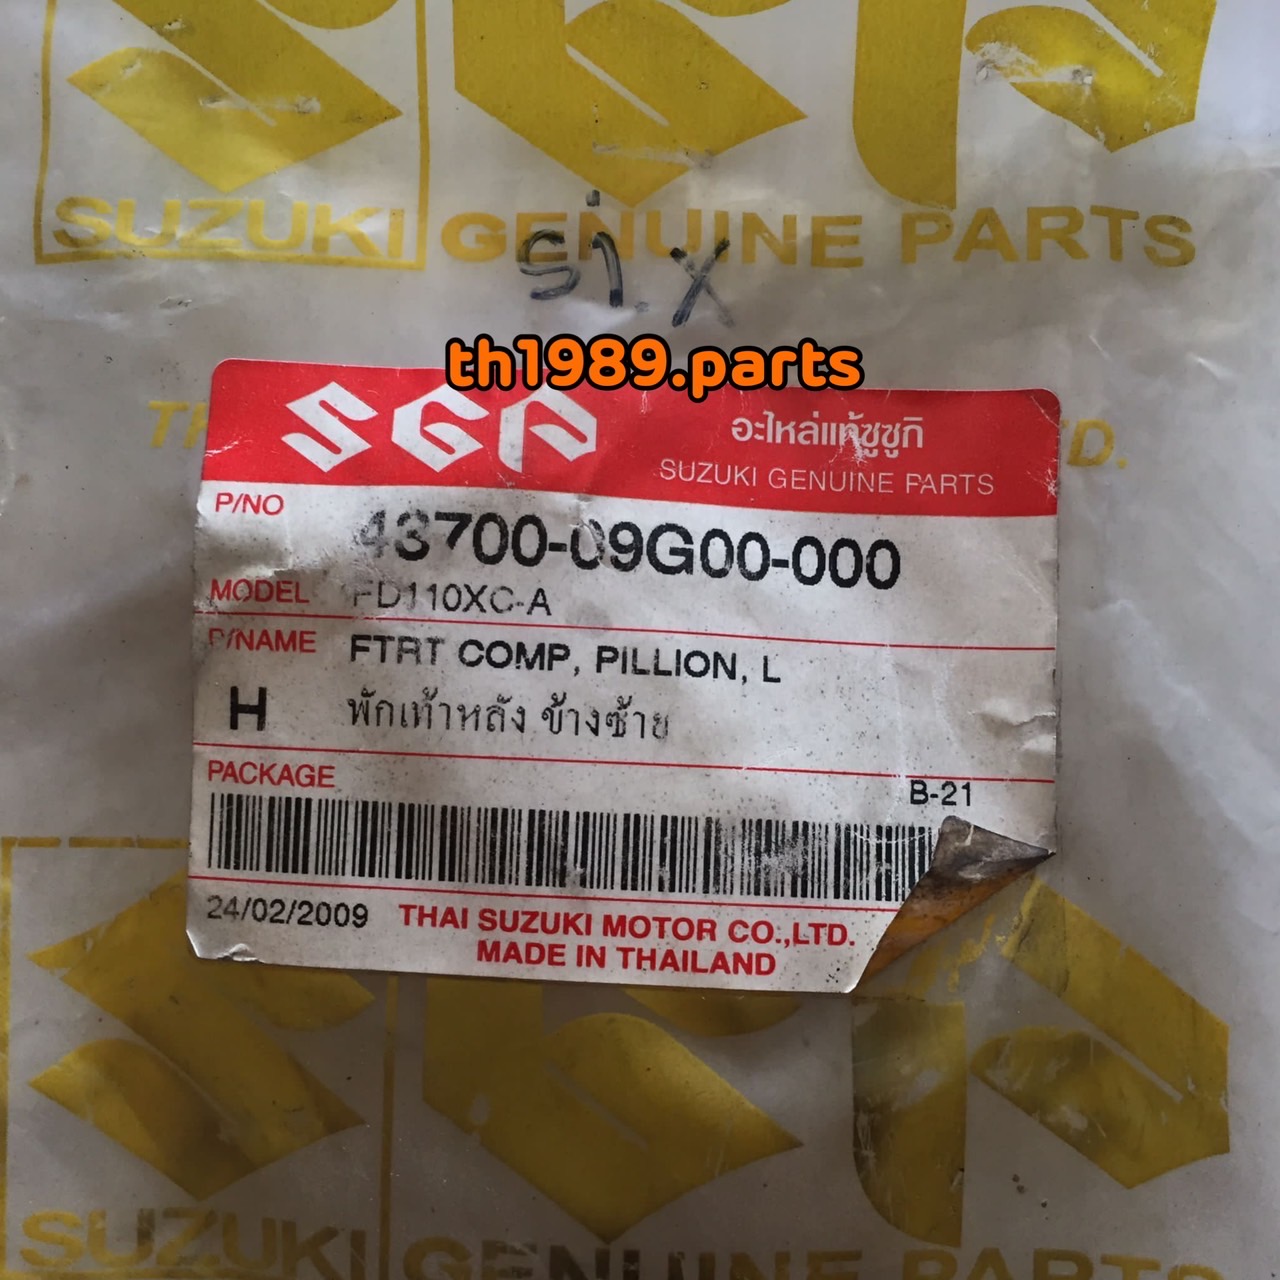 SUZUKI GENUINE PARTS
th1989.parts
SGP
อะไหล่แท้ซูซูกิ
SUZUKI GENUINE PARTS
TH
TD.
P/NO 43700-09G00-000
MODEL FD110XC-A
P/NAME FTRT COMP, PILLION, L
H พักเท้าหลัง ข้างซ้าย
PACKAGE
B-21
24/02/2009 THAI SUZUKI MOTOR CO.,LTD.
MADE IN THAILAND
SUZUKI GENUINE PARTS